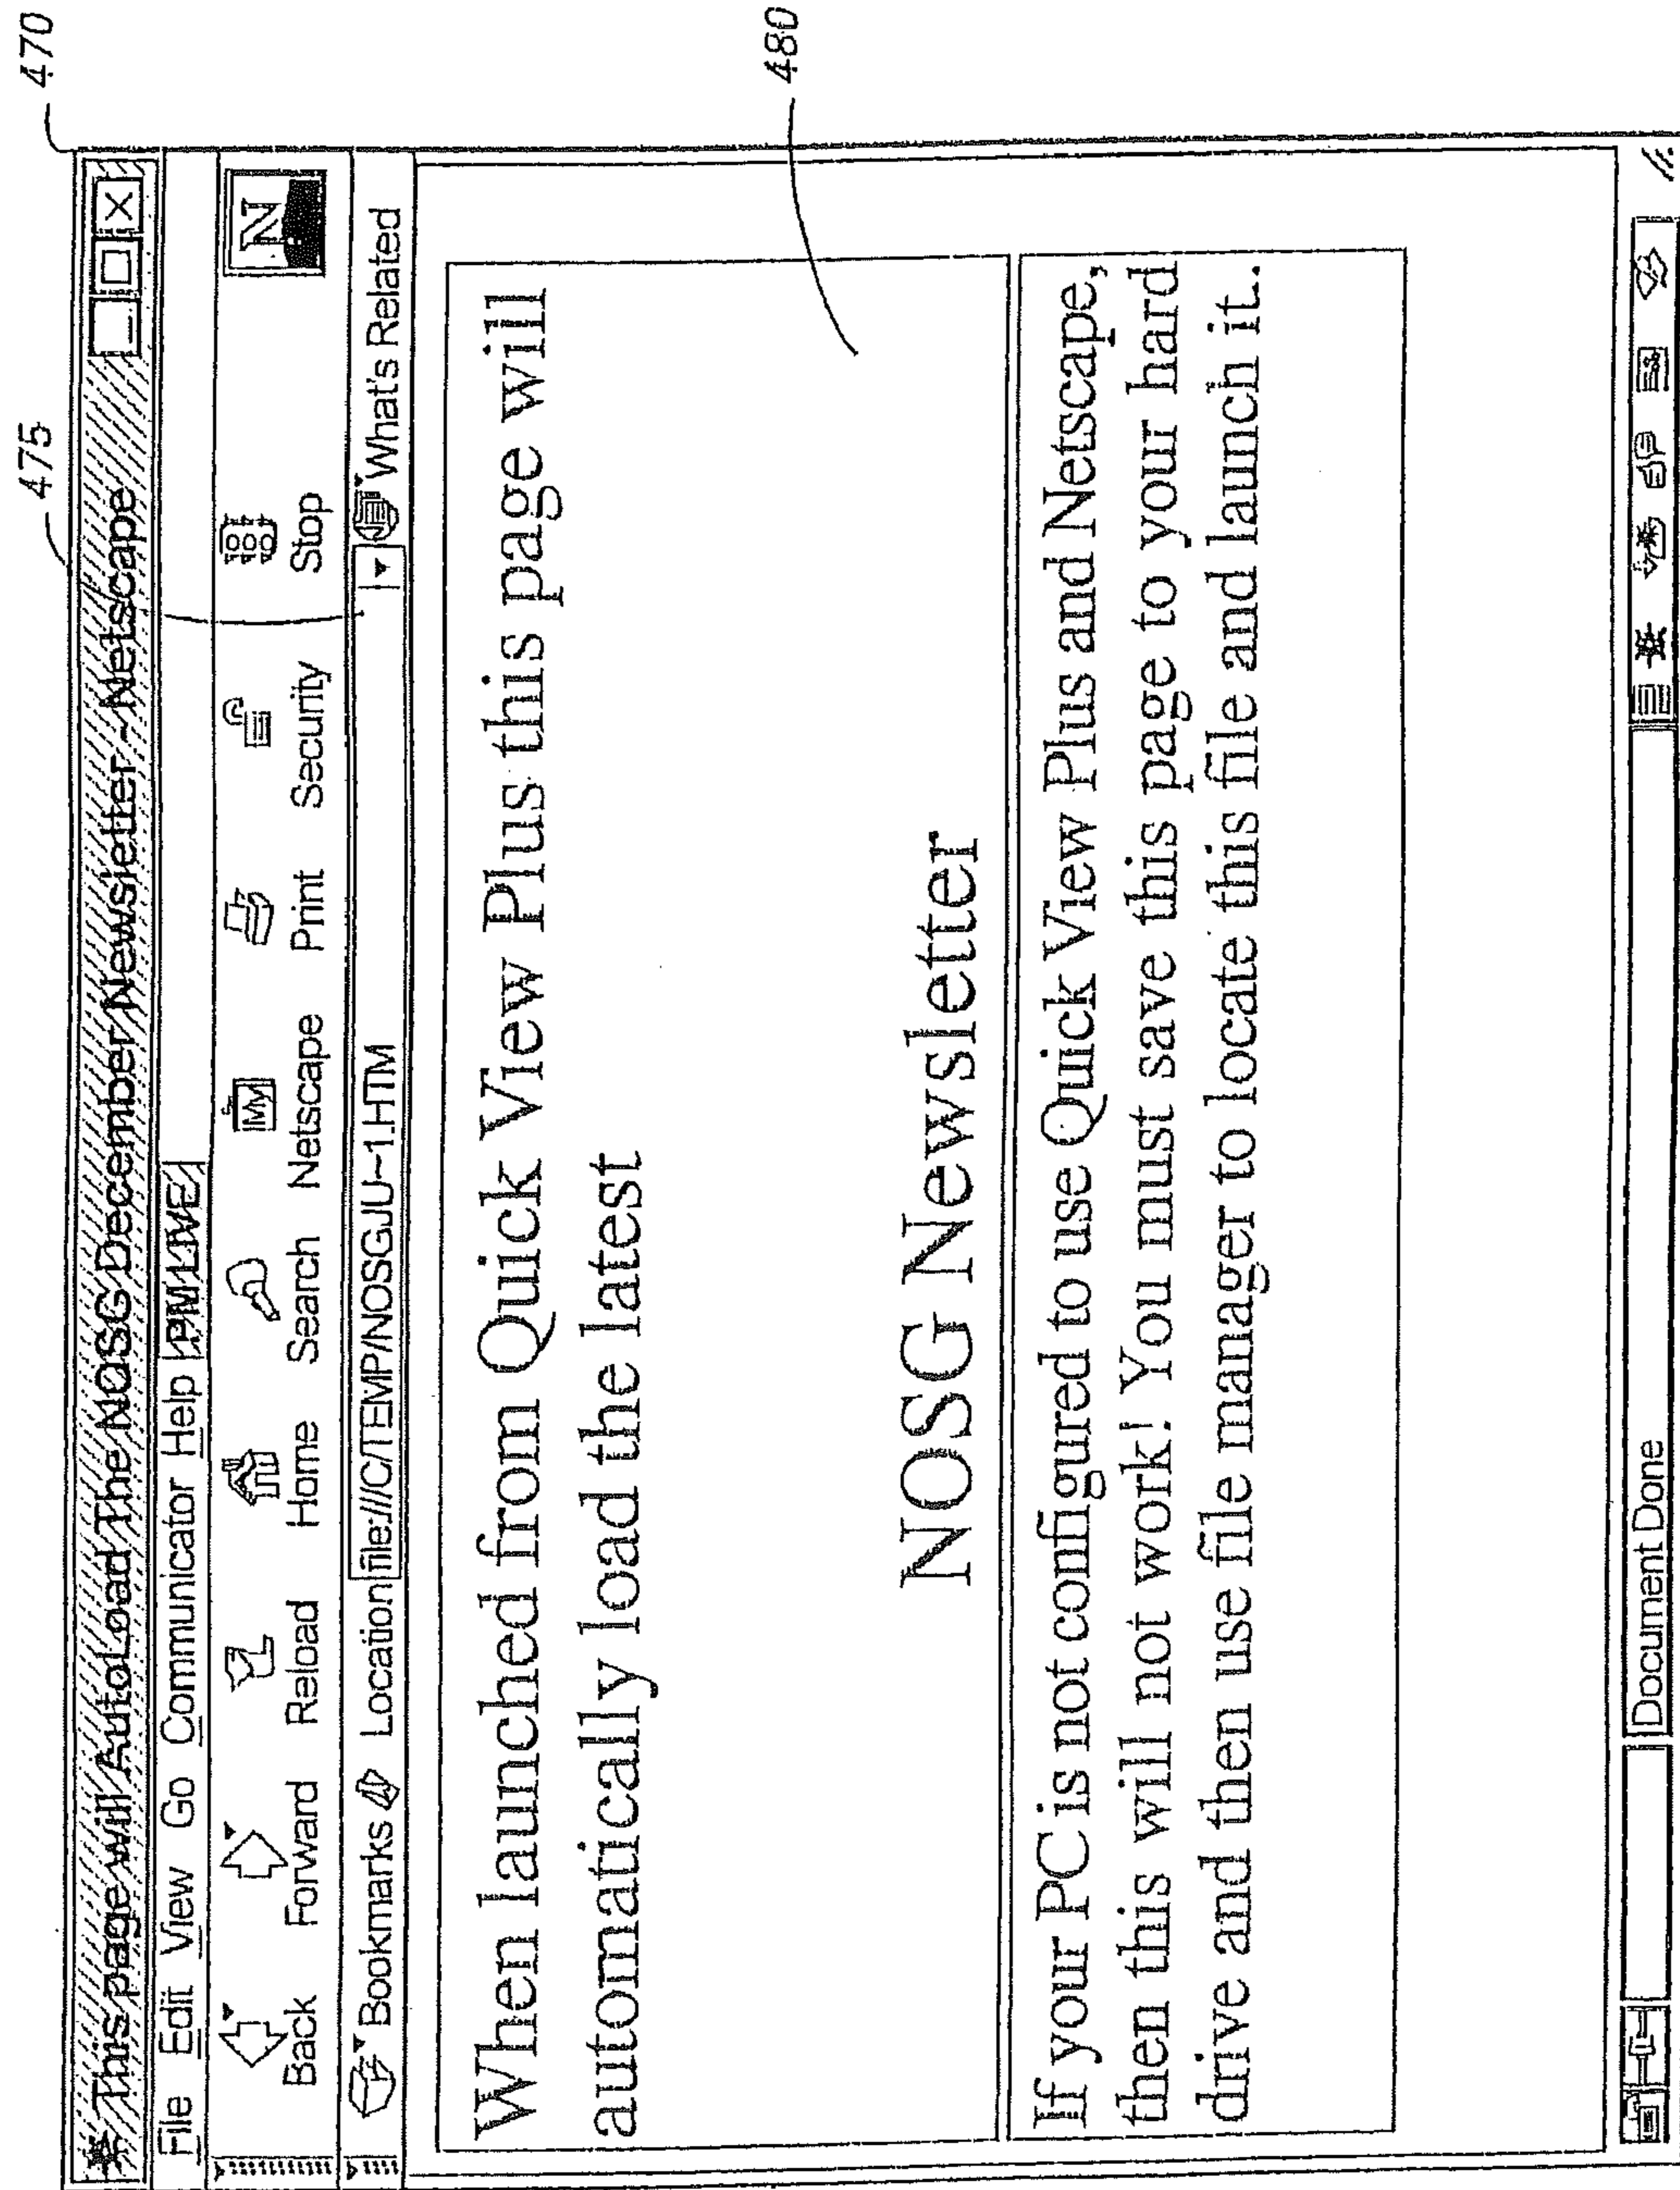 470
475
This page will AutoLoad The NOSG December Newsletter - Netscape
File Edit View Go Communicator Help PM LIVE
N
My
Back Forward Reload Home Search Netscape Print Security Stop
Bookmarks Location file:///C/TEMP/NOSGJU~1.HTM What's Related
When launched from Quick View Plus this page will
automatically load the latest
480
NOSG Newsletter
If your PC is not configured to use Quick View Plus and Netscape,
then this will not work! You must save this page to your hard
drive and then use file manager to locate this file and launch it.
Document Done